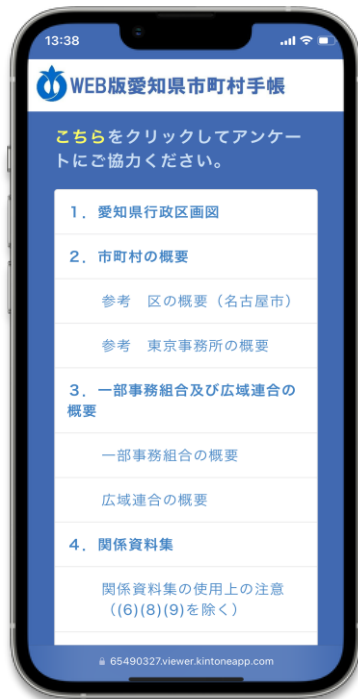 13:38
WEB版愛知県市町村手帳
こちらをクリックしてアンケー
トにご協力ください。
1. 愛知県行政区画図
2. 市町村の概要
参考　区の概要（名古屋市）
参考　東京事務所の概要
3. 一部事務組合及び広域連合の
概要
一部事務組合の概要
広域連合の概要
4. 関係資料集
関係資料集の使用上の注意
（(6)(8)(9)を除く）
65490327.viewer.kintoneapp.com